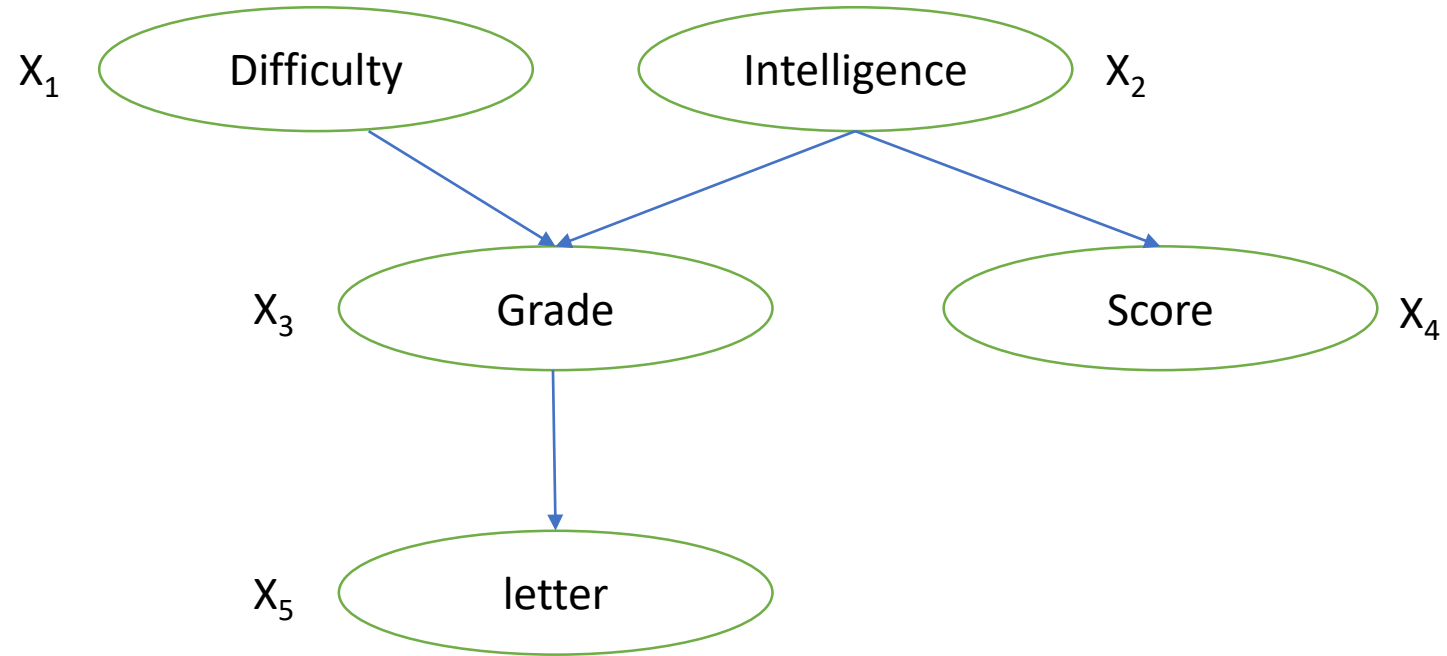 X₁ Difficulty Intelligence X₂
X₃ Grade Score X₄
X₅ letter